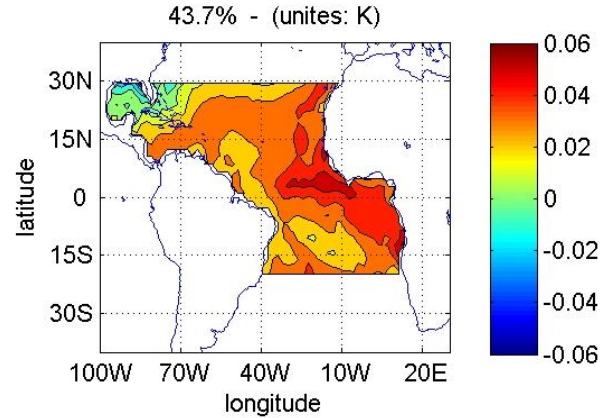 43.7% - (unites: K)
30N
15N
0
15S
30S
latitude
100W 70W 40W 10W 20E
longitude
0.06
0.04
0.02
0
-0.02
-0.04
-0.06